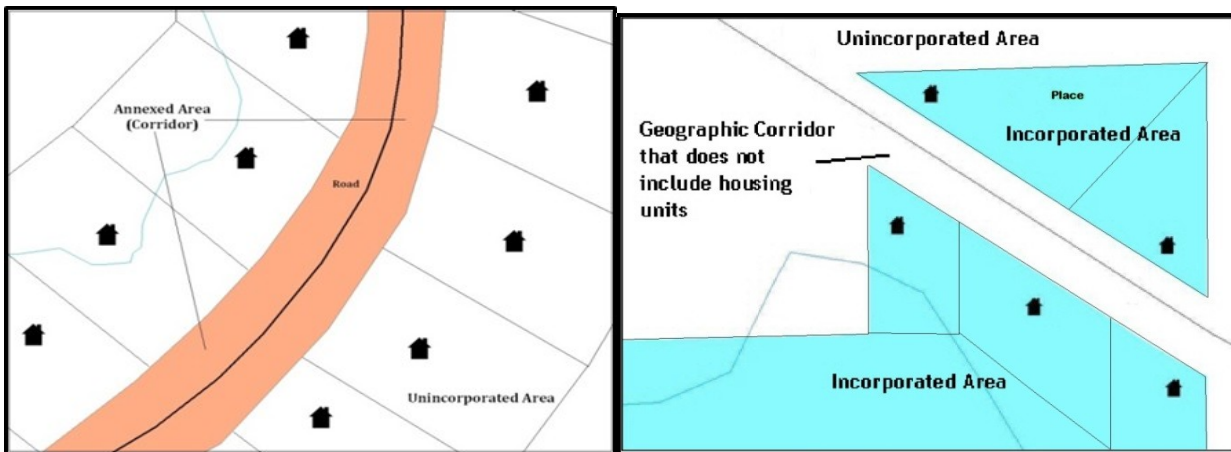 Annexed Area
(Corridor)
Road
Unincorporated Area
Unincorporated Area
Place
Incorporated Area
Geographic Corridor
that does not
include housing
units
Incorporated Area